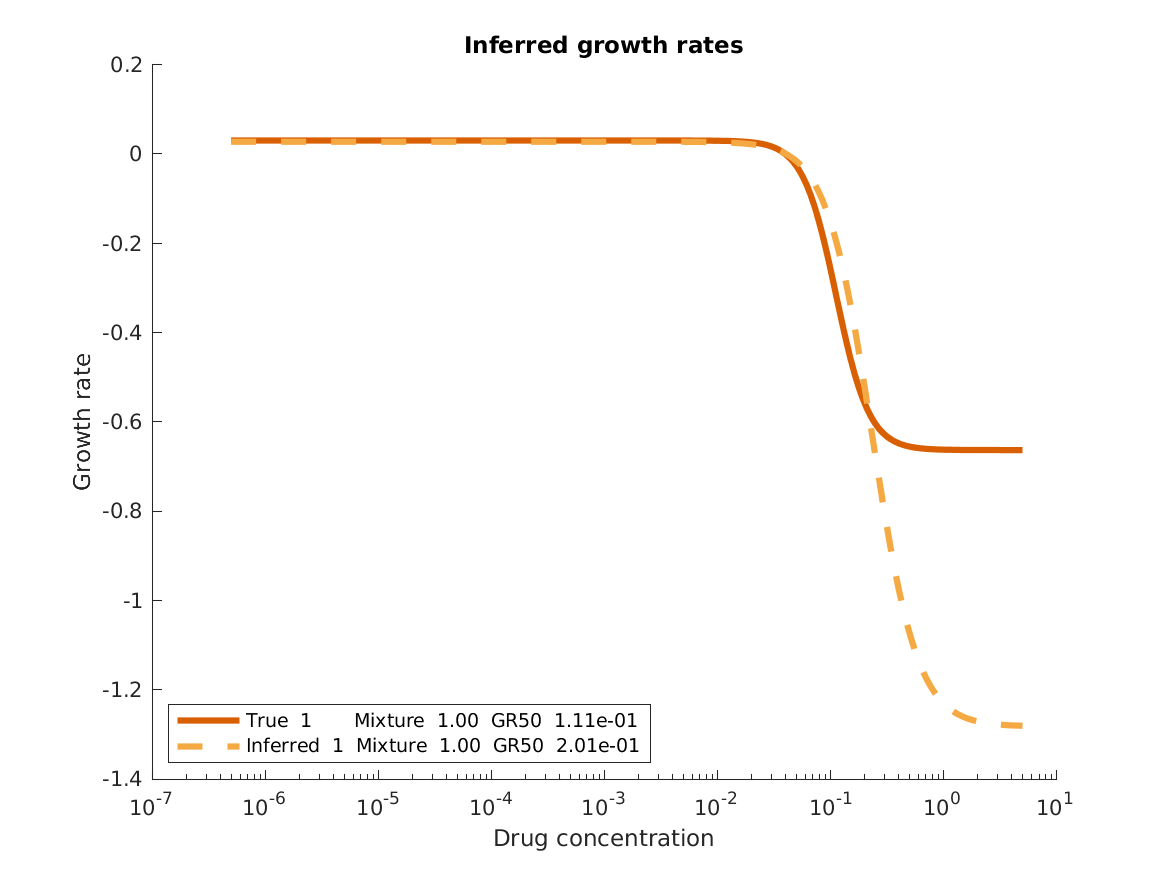 Inferred growth rates
0.2
0
-0.2
-0.4
-0.6
-0.8
-1
-1.2
-1.4
Growth rate
True 1 Mixture 1.00 GR50 1.11e-01
Inferred 1 Mixture 1.00 GR50 2.01e-01
10^-7 10^-6 10^-5 10^-4 10^-3 10^-2 10^-1 10^0 10^1
Drug concentration